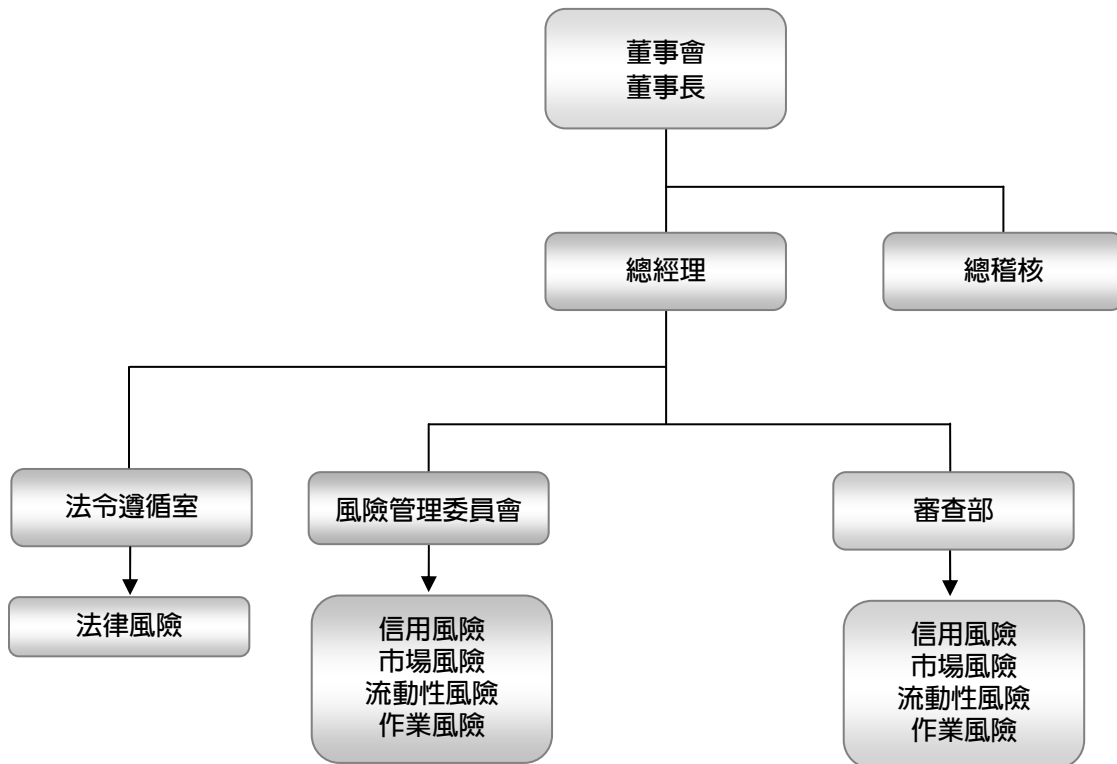 董事會
董事長
總經理
總稽核
法令遵循室
風險管理委員會
審查部
法律風險
信用風險
市場風險
流動性風險
作業風險
信用風險
市場風險
流動性風險
作業風險